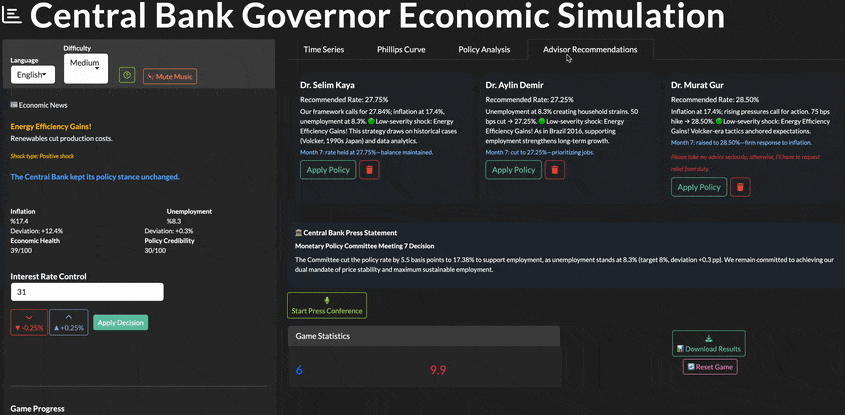 Central Bank Governor Economic Simulation
Language
English
Difficulty
Medium
Mute Music
Economic News
Energy Efficiency Gains!
Renewables cut production costs.
Shock type: Positive shock
The Central Bank kept its policy stance unchanged.
Inflation
%17.4
Deviation: +12.4%
Unemployment
%8.3
Deviation: +0.3%
Economic Health
39/100
Policy Credibility
30/100
Interest Rate Control
31
▼ -0.25%
▲ +0.25%
Apply Decision
Game Progress
Time Series
Phillips Curve
Policy Analysis
Advisor Recommendations
Dr. Selim Kaya
Recommended Rate: 27.75%
Our framework calls for 27.84%; inflation at 17.4%,
unemployment at 8.3%. Low-severity shock: Energy
Efficiency Gains! This strategy draws on historical cases
(Volcker, 1990s Japan) and data analytics.
Month 7: rate held at 27.75%—balance maintained.
Apply Policy
Dr. Aylin Demir
Recommended Rate: 27.25%
Unemployment at 8.3% creating household strains. 50
bps cut → 27.25%. Low-severity shock: Energy
Efficiency Gains! As in Brazil 2016, supporting
employment strengthens long-term growth.
Month 7: cut to 27.25%—prioritizing jobs.
Apply Policy
Dr. Murat Gur
Recommended Rate: 28.50%
Inflation at 17.4%; rising pressures call for action. 75 bps
hike → 28.50%. Low-severity shock: Energy Efficiency
Gains! Volcker-era tactics anchored expectations.
Month 7: raised to 28.50%—firm response to inflation.
Please take my advice seriously; otherwise, I'll have to request
relief from duty.
Apply Policy
Central Bank Press Statement
Monetary Policy Committee Meeting 7 Decision
The Committee cut the policy rate by 5.5 basis points to 17.38% to support employment, as unemployment stands at 8.3% (target 8%, deviation +0.3 pp). We remain committed to achieving our
dual mandate of price stability and maximum sustainable employment.
Start Press Conference
Game Statistics
6
9.9
Download Results
Reset Game